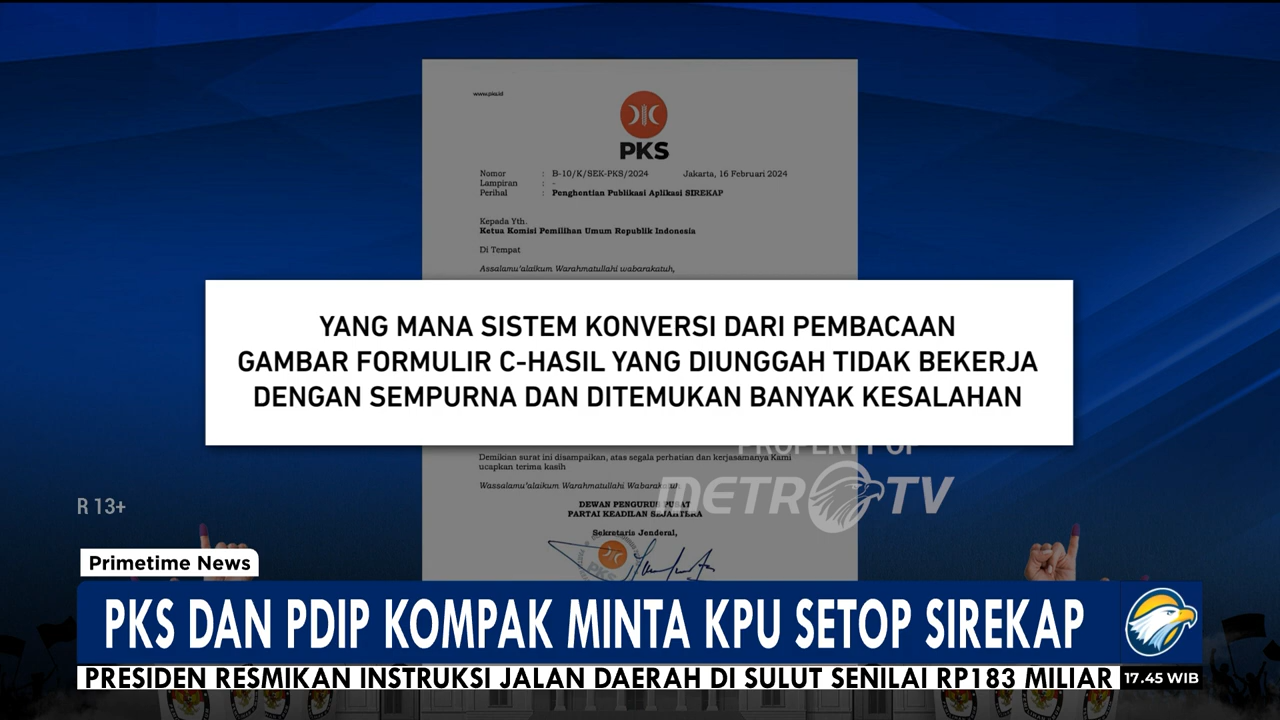 www.pks.id
PKS
Nomor : B-10/K/SEK-PKS/2024 Jakarta, 16 Februari 2024
Lampiran : -
Perihal : Penghentian Publikasi Aplikasi SIREKAP
Kepada Yth.
Ketua Komisi Pemilihan Umum Republik Indonesia
Di Tempat
Assalamu'alaikum Warahmatullahi wabarakatuh,
YANG MANA SISTEM KONVERSI DARI PEMBACAAN
GAMBAR FORMULIR C-HASIL YANG DIUNGGAH TIDAK BEKERJA
DENGAN SEMPURNA DAN DITEMUKAN BANYAK KESALAHAN
PROPERTY OF
METRO TV
Demikian surat ini disampaikan, atas segala perhatian dan kerjasamanya Kami
ucapkan terima kasih
Wassalamu'alaikum Warahmatullahi Wabarakatuh,
DEWAN PENGURUS PUSAT
PARTAI KEADILAN SEJAHTERA
Sekretaris Jenderal,
R 13+
Primetime News
PKS DAN PDIP KOMPAK MINTA KPU SETOP SIREKAP
PRESIDEN RESMIKAN INSTRUKSI JALAN DAERAH DI SULUT SENILAI RP183 MILIAR
17.45 WIB